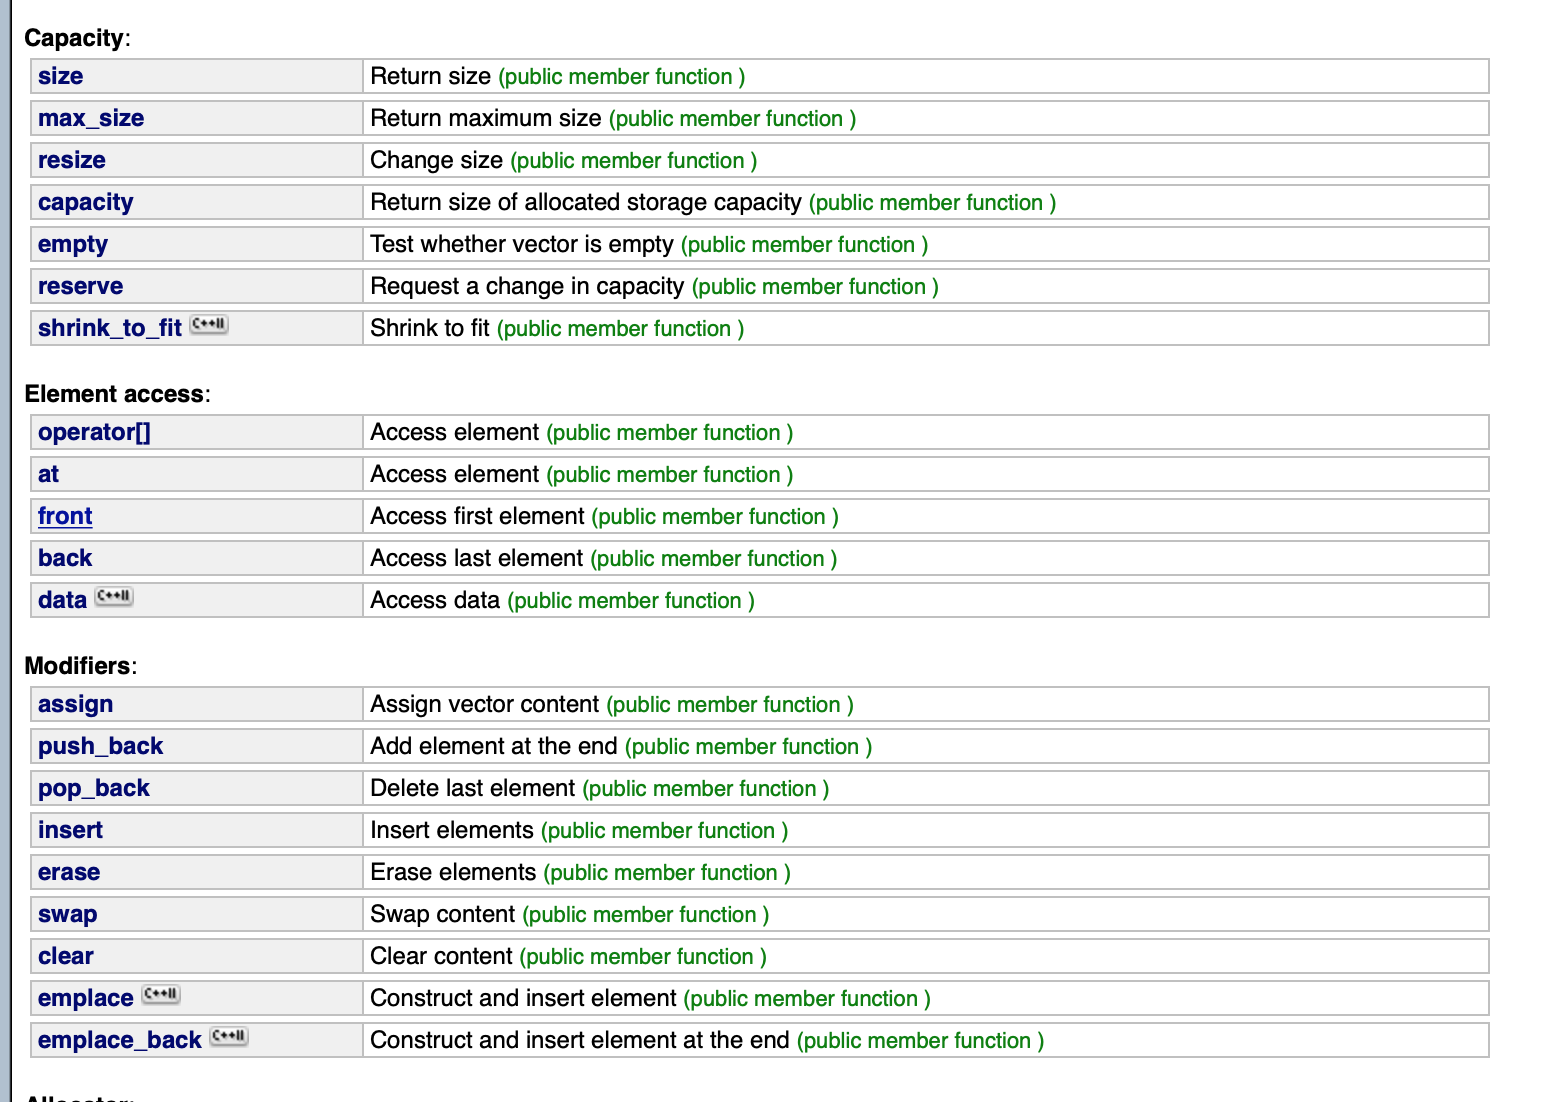 Capacity:
size Return size (public member function )
max_size Return maximum size (public member function )
resize Change size (public member function )
capacity Return size of allocated storage capacity (public member function )
empty Test whether vector is empty (public member function )
reserve Request a change in capacity (public member function )
shrink_to_fit C++11 Shrink to fit (public member function )
Element access:
operator[] Access element (public member function )
at Access element (public member function )
front Access first element (public member function )
back Access last element (public member function )
data C++11 Access data (public member function )
Modifiers:
assign Assign vector content (public member function )
push_back Add element at the end (public member function )
pop_back Delete last element (public member function )
insert Insert elements (public member function )
erase Erase elements (public member function )
swap Swap content (public member function )
clear Clear content (public member function )
emplace C++11 Construct and insert element (public member function )
emplace_back C++11 Construct and insert element at the end (public member function )
Allocator: